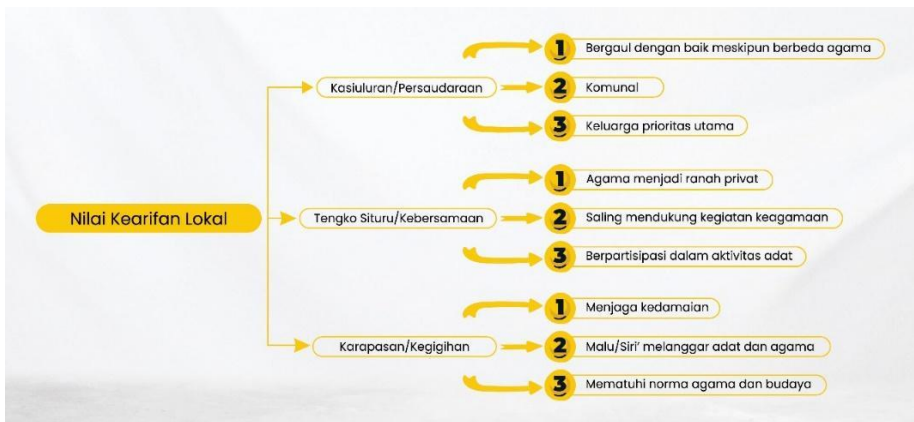 Nilai Kearifan Lokal
Kasiuluran/Persaudaraan
1 Bergaul dengan baik meskipun berbeda agama
2 Komunal
3 Keluarga prioritas utama
Tengko Situru/Kebersamaan
1 Agama menjadi ranah privat
2 Saling mendukung kegiatan keagamaan
3 Berpartisipasi dalam aktivitas adat
Karapasan/Kegigihan
1 Menjaga kedamaian
2 Malu/Siri’ melanggar adat dan agama
3 Mematuhi norma agama dan budaya